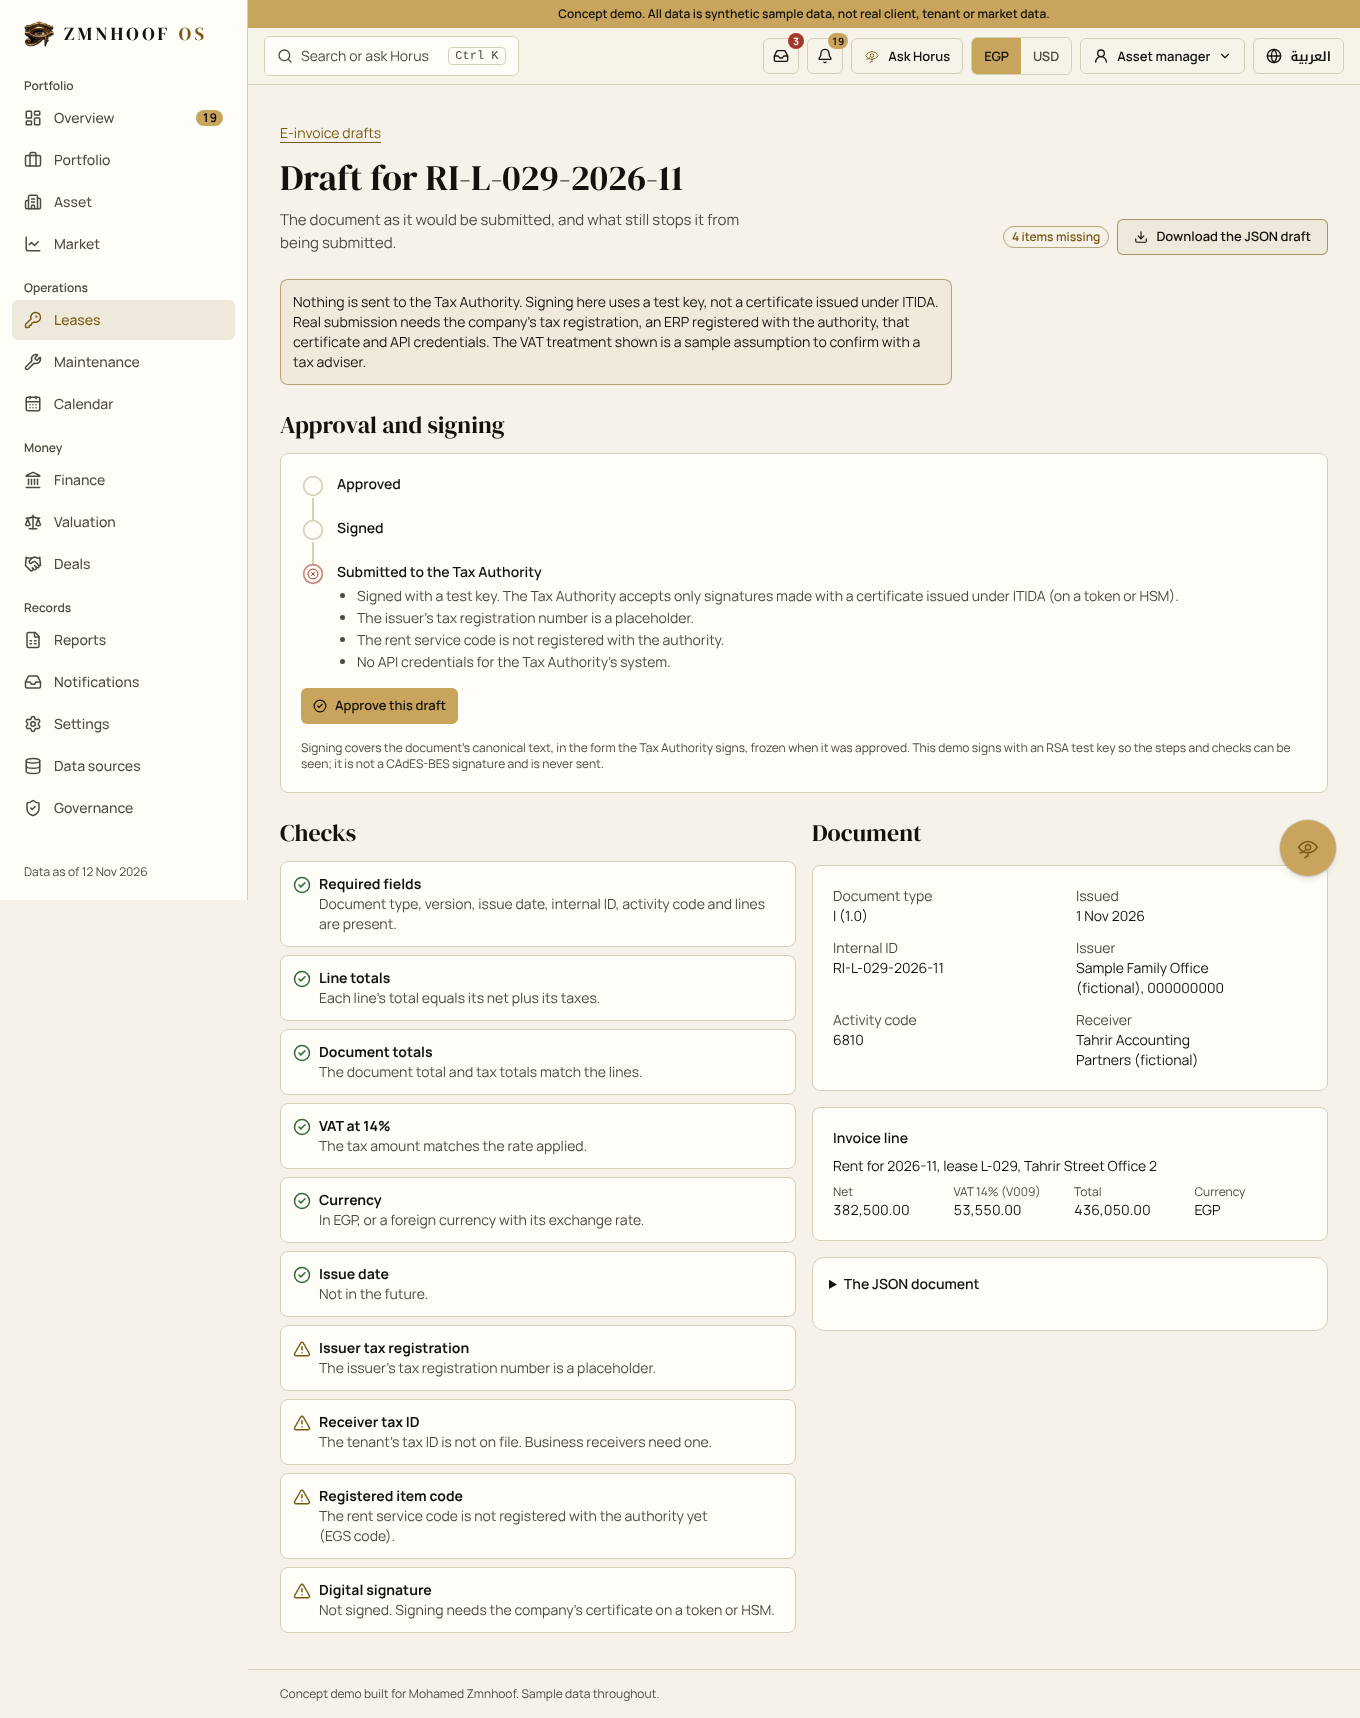 ZMNHOOF OS
Portfolio
Overview 19
Portfolio
Asset
Market
Operations
Leases
Maintenance
Calendar
Money
Finance
Valuation
Deals
Records
Reports
Notifications
Settings
Data sources
Governance
Data as of 12 Nov 2026
Concept demo. All data is synthetic sample data, not real client, tenant or market data.
Search or ask Horus Ctrl K
3 19 Ask Horus EGP USD Asset manager العربية
E-invoice drafts
Draft for RI-L-029-2026-11
The document as it would be submitted, and what still stops it from
being submitted.
4 items missing Download the JSON draft
Nothing is sent to the Tax Authority. Signing here uses a test key, not a certificate issued under ITIDA.
Real submission needs the company's tax registration, an ERP registered with the authority, that
certificate and API credentials. The VAT treatment shown is a sample assumption to confirm with a
tax adviser.
Approval and signing
Approved
Signed
Submitted to the Tax Authority
Signed with a test key. The Tax Authority accepts only signatures made with a certificate issued under ITIDA (on a token or HSM).
The issuer's tax registration number is a placeholder.
The rent service code is not registered with the authority.
No API credentials for the Tax Authority's system.
Approve this draft
Signing covers the document's canonical text, in the form the Tax Authority signs, frozen when it was approved. This demo signs with an RSA test key so the steps and checks can be
seen; it is not a CAdES-BES signature and is never sent.
Checks
Required fields
Document type, version, issue date, internal ID, activity code and lines
are present.
Line totals
Each line's total equals its net plus its taxes.
Document totals
The document total and tax totals match the lines.
VAT at 14%
The tax amount matches the rate applied.
Currency
In EGP, or a foreign currency with its exchange rate.
Issue date
Not in the future.
Issuer tax registration
The issuer's tax registration number is a placeholder.
Receiver tax ID
The tenant's tax ID is not on file. Business receivers need one.
Registered item code
The rent service code is not registered with the authority yet
(EGS code).
Digital signature
Not signed. Signing needs the company's certificate on a token or HSM.
Document
Document type
I (1.0)
Issued
1 Nov 2026
Internal ID
RI-L-029-2026-11
Issuer
Sample Family Office
(fictional), 000000000
Activity code
6810
Receiver
Tahrir Accounting
Partners (fictional)
Invoice line
Rent for 2026-11, lease L-029, Tahrir Street Office 2
Net VAT 14% (V009) Total Currency
382,500.00 53,550.00 436,050.00 EGP
The JSON document
Concept demo built for Mohamed Zmnhoof. Sample data throughout.